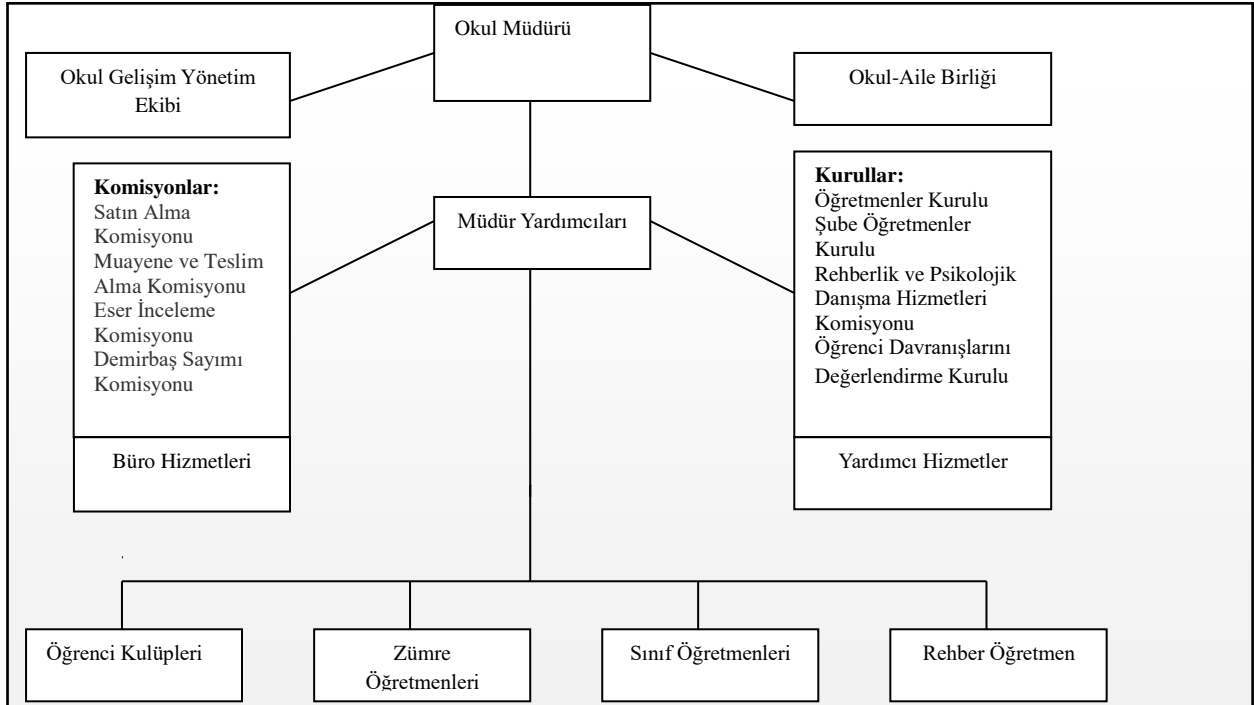 Okul Müdürü
Okul Gelişim Yönetim
Ekibi
Okul-Aile Birliği
Komisyonlar:
Satın Alma
Komisyonu
Muayene ve Teslim
Alma Komisyonu
Eser İnceleme
Komisyonu
Demirbaş Sayımı
Komisyonu
Müdür Yardımcıları
Kurullar:
Öğretmenler Kurulu
Şube Öğretmenler
Kurulu
Rehberlik ve Psikolojik
Danışma Hizmetleri
Komisyonu
Öğrenci Davranışlarını
Değerlendirme Kurulu
Büro Hizmetleri
Yardımcı Hizmetler
Öğrenci Kulüpleri
Zümre
Öğretmenleri
Sınıf Öğretmenleri
Rehber Öğretmen